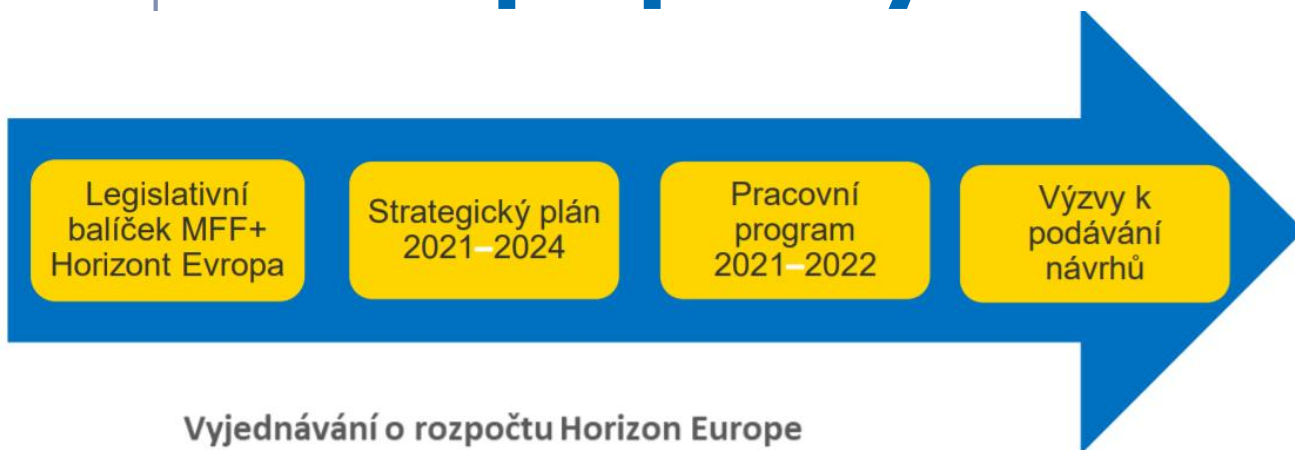 Legislativní
balíček MFF+
Horizont Evropa
Strategický plán
2021–2024
Pracovní
program
2021–2022
Výzvy k
podávání
návrhů
Vyjednávání o rozpočtu Horizon Europe